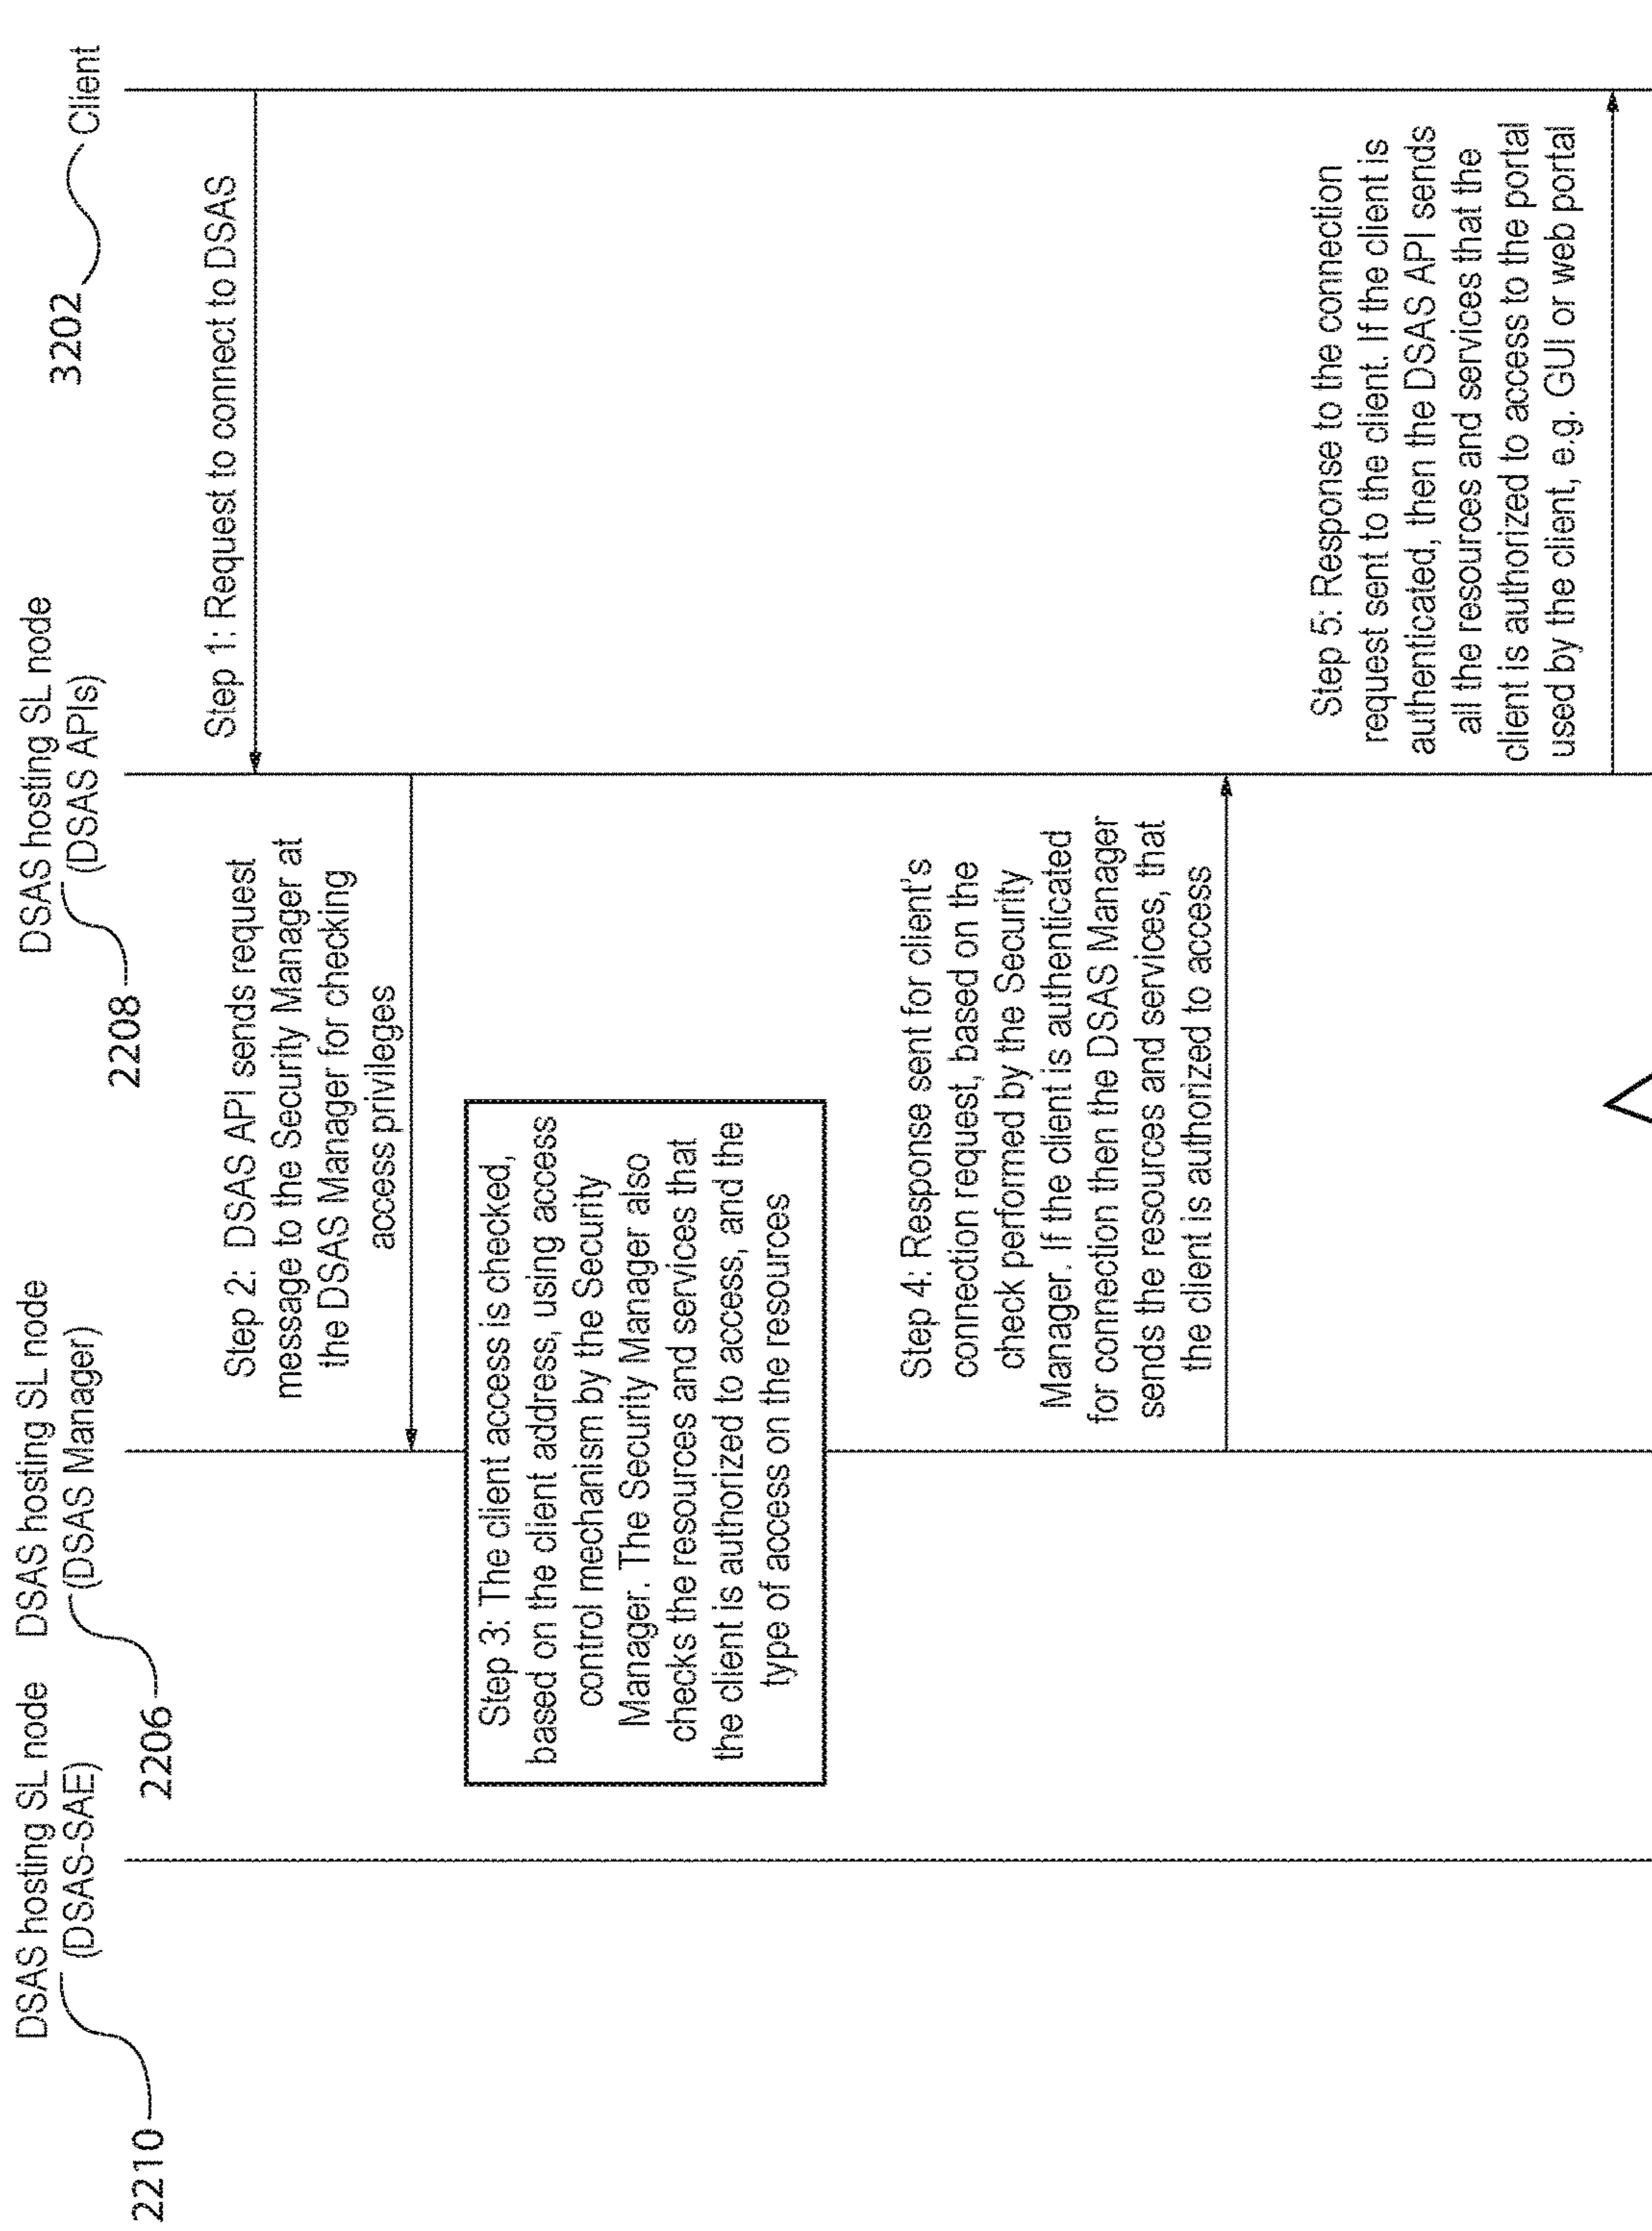 DSAS hosting SL node
(DSAS-SAE)
2210
DSAS hosting SL node
(DSAS Manager)
2206
DSAS hosting SL node
(DSAS APIs)
2208
3202
Client
Step 1: Request to connect to DSAS
Step 2: DSAS API sends request
message to the Security Manager at
the DSAS Manager for checking
access privileges
Step 3: The client access is checked,
based on the client address, using access
control mechanism by the Security
Manager. The Security Manager also
checks the resources and services that
the client is authorized to access, and the
type of access on the resources
Step 4: Response sent for client's
connection request, based on the
check performed by the Security
Manager. If the client is authenticated
for connection then the DSAS Manager
sends the resources and services, that
the client is authorized to access
Step 5: Response to the connection
request sent to the client. If the client is
authenticated, then the DSAS API sends
all the resources and services that the
client is authorized to access to the portal
used by the client, e.g. GUI or web portal